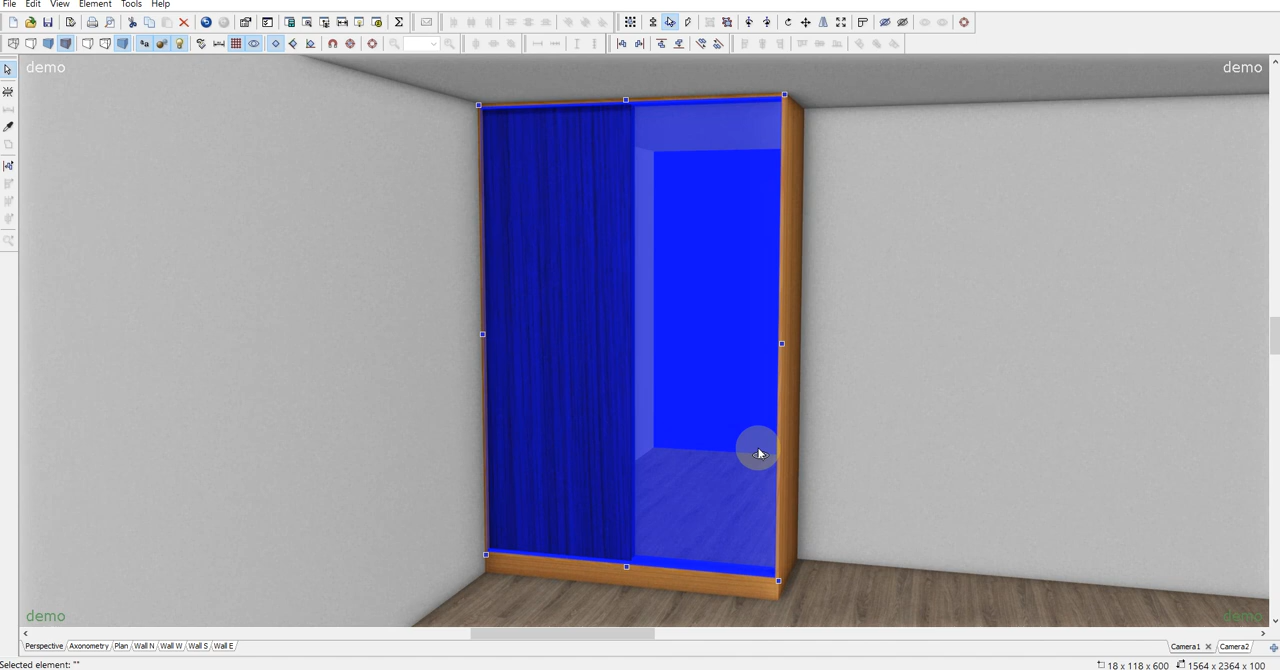 File Edit View Element Tools Help
demo demo
demo demo
Perspective Axonometry Plan Wall N Wall W Wall S Wall E Camera1 Camera2
Selected element: "" 18 x 118 x 600 1564 x 2364 x 100